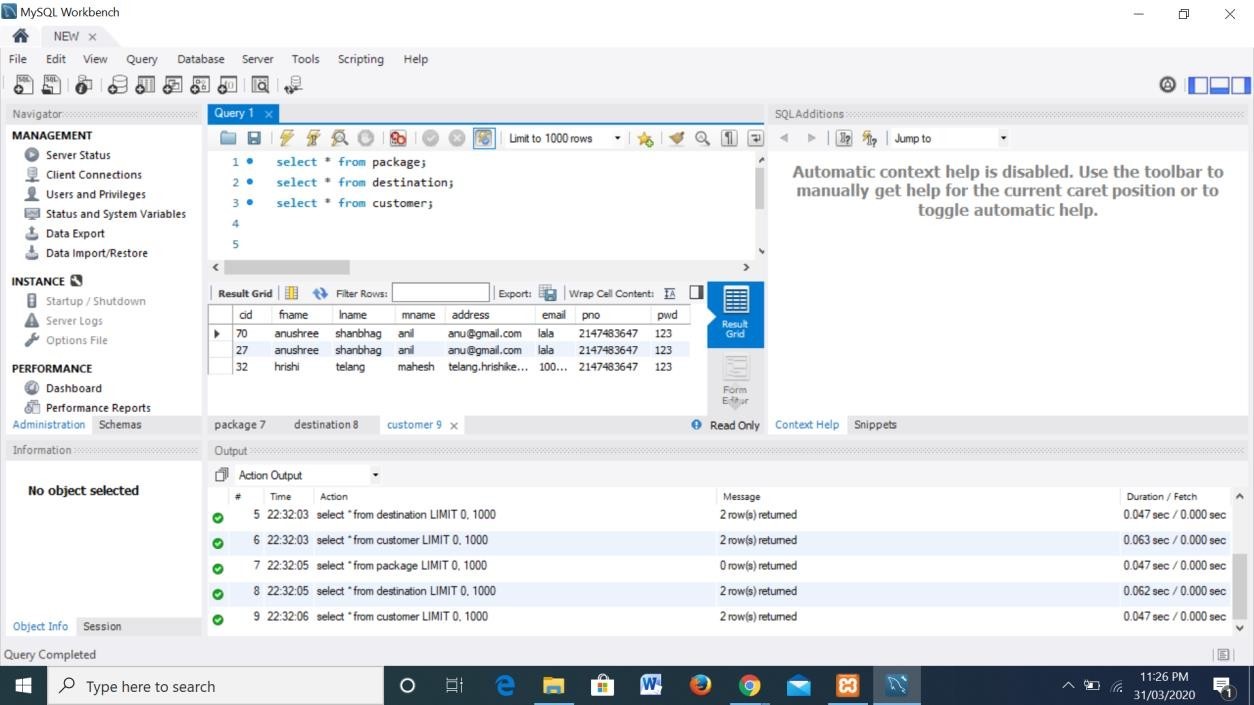 MySQL Workbench
NEW ×
File Edit View Query Database Server Tools Scripting Help
Navigator
MANAGEMENT
Server Status
Client Connections
Users and Privileges
Status and System Variables
Data Export
Data Import/Restore
INSTANCE
Startup / Shutdown
Server Logs
Options File
PERFORMANCE
Dashboard
Performance Reports
Administration Schemas
Query 1 ×
Limit to 1000 rows
1 select * from package;
2 select * from destination;
3 select * from customer;
4
5
Result Grid Filter Rows: Export: Wrap Cell Content: IA
cid fname lname mname address email pno pwd
70 anushree shanbhag anil anu@gmail.com lala 2147483647 123
27 anushree shanbhag anil anu@gmail.com lala 2147483647 123
32 hrishi telang mahesh telang.hrishike... 100... 2147483647 123
Result
Grid
Form
Editor
package 7 destination 8 customer 9 × Read Only
SQLAdditions
Jump to
Automatic context help is disabled. Use the toolbar to
manually get help for the current caret position or to
toggle automatic help.
Context Help Snippets
Information
No object selected
Object Info Session
Output
Action Output
# Time Action Message Duration / Fetch
5 22:32:03 select * from destination LIMIT 0, 1000 2 row(s) returned 0.047 sec / 0.000 sec
6 22:32:03 select * from customer LIMIT 0, 1000 2 row(s) returned 0.063 sec / 0.000 sec
7 22:32:05 select * from package LIMIT 0, 1000 0 row(s) returned 0.047 sec / 0.000 sec
8 22:32:05 select * from destination LIMIT 0, 1000 2 row(s) returned 0.062 sec / 0.000 sec
9 22:32:06 select * from customer LIMIT 0, 1000 2 row(s) returned 0.047 sec / 0.000 sec
Query Completed
Type here to search
11:26 PM
31/03/2020
1